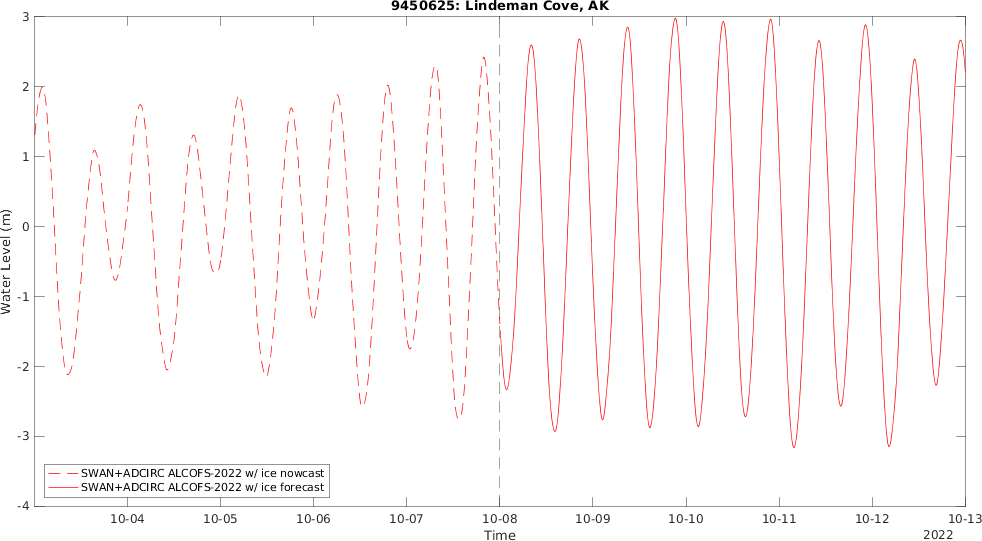 9450625: Lindeman Cove, AK
3
2
1
0
-1
-2
-3
-4
Water Level (m)
SWAN+ADCIRC ALCOFS-2022 w/ ice nowcast
SWAN+ADCIRC ALCOFS-2022 w/ ice forecast
10-04 10-05 10-06 10-07 10-08 10-09 10-10 10-11 10-12 10-13
Time
2022